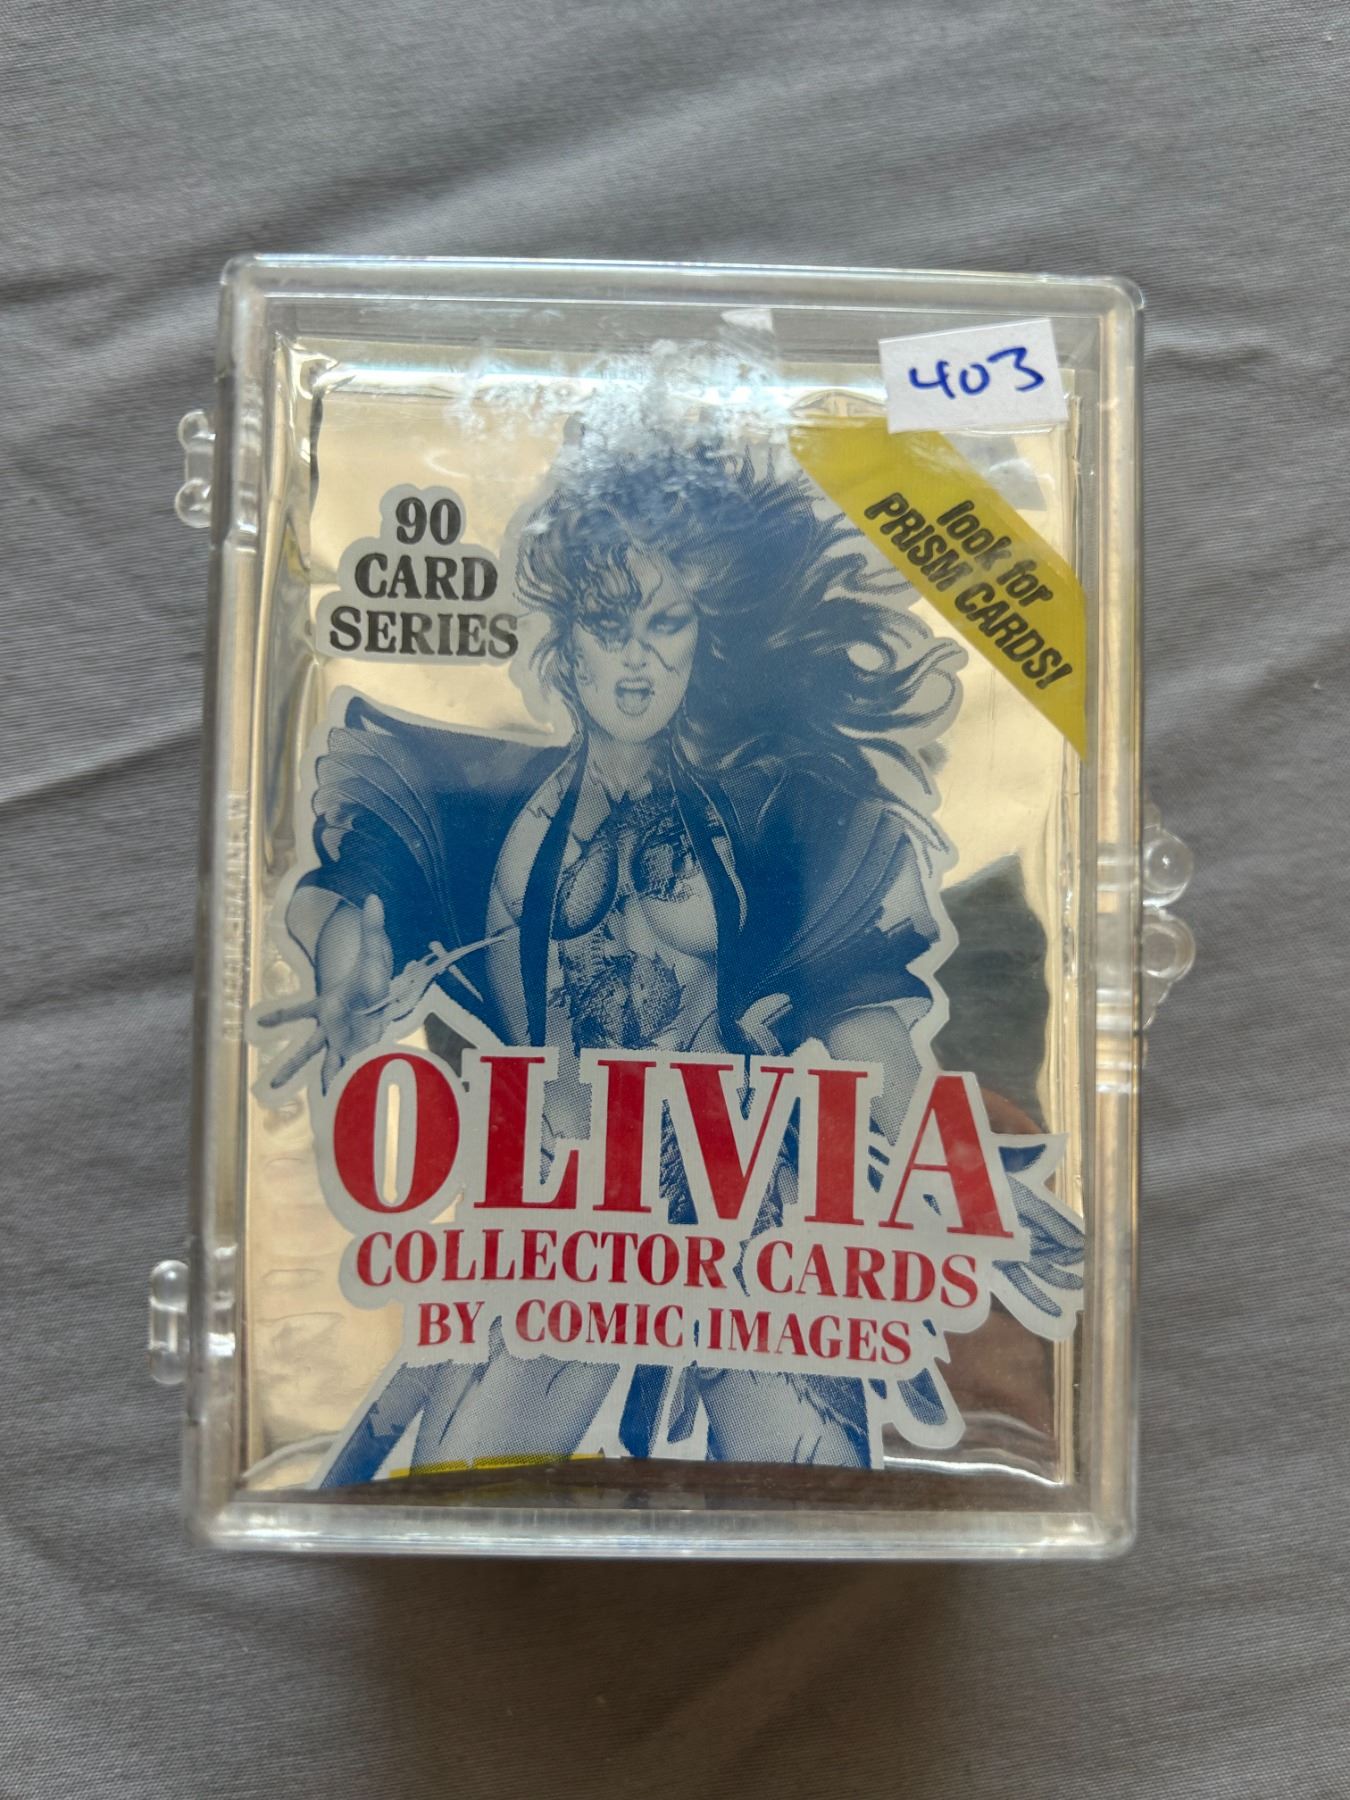 403
look for
PRISM CARDS!
90
CARD
SERIES
OLIVIA
COLLECTOR CARDS
BY COMIC IMAGES